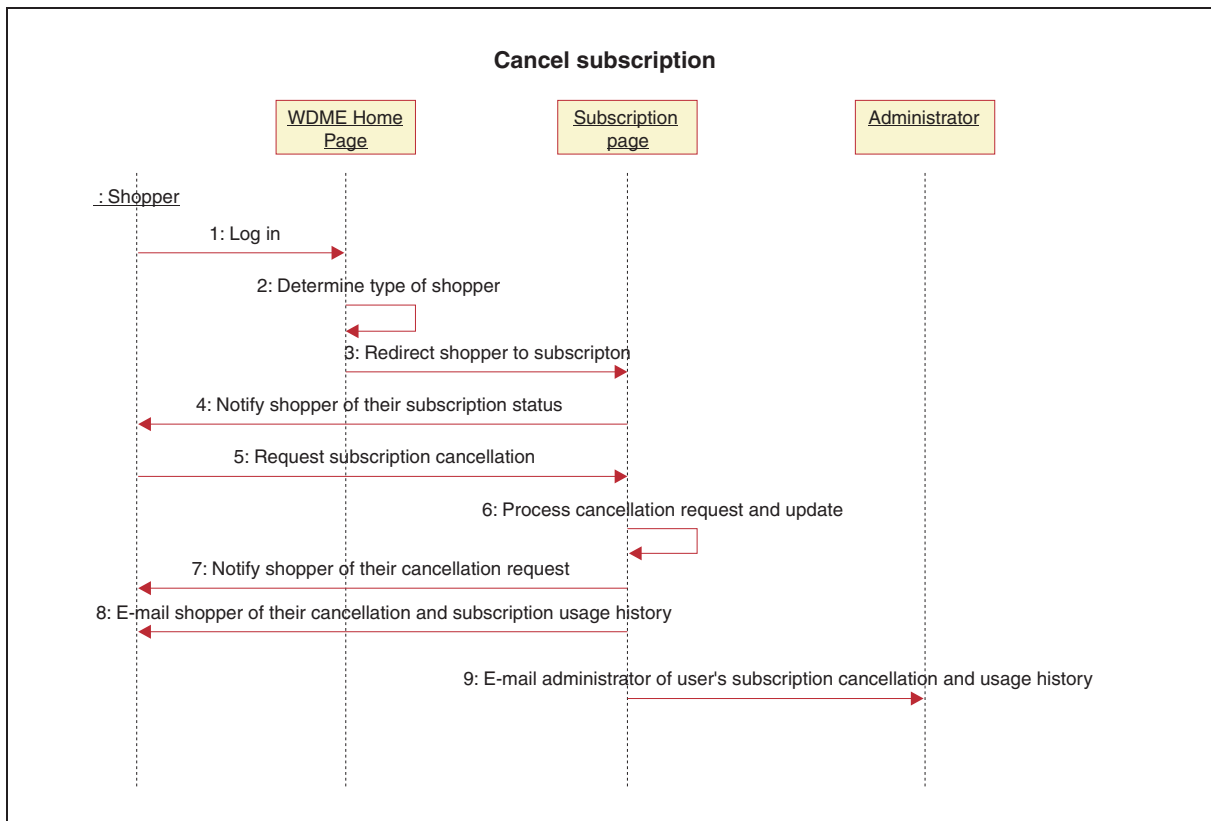 Cancel subscription
WDME Home
Page
Subscription
page
Administrator
: Shopper
1: Log in
2: Determine type of shopper
3: Redirect shopper to subscripton
4: Notify shopper of their subscription status
5: Request subscription cancellation
6: Process cancellation request and update
7: Notify shopper of their cancellation request
8: E-mail shopper of their cancellation and subscription usage history
9: E-mail administrator of user's subscription cancellation and usage history